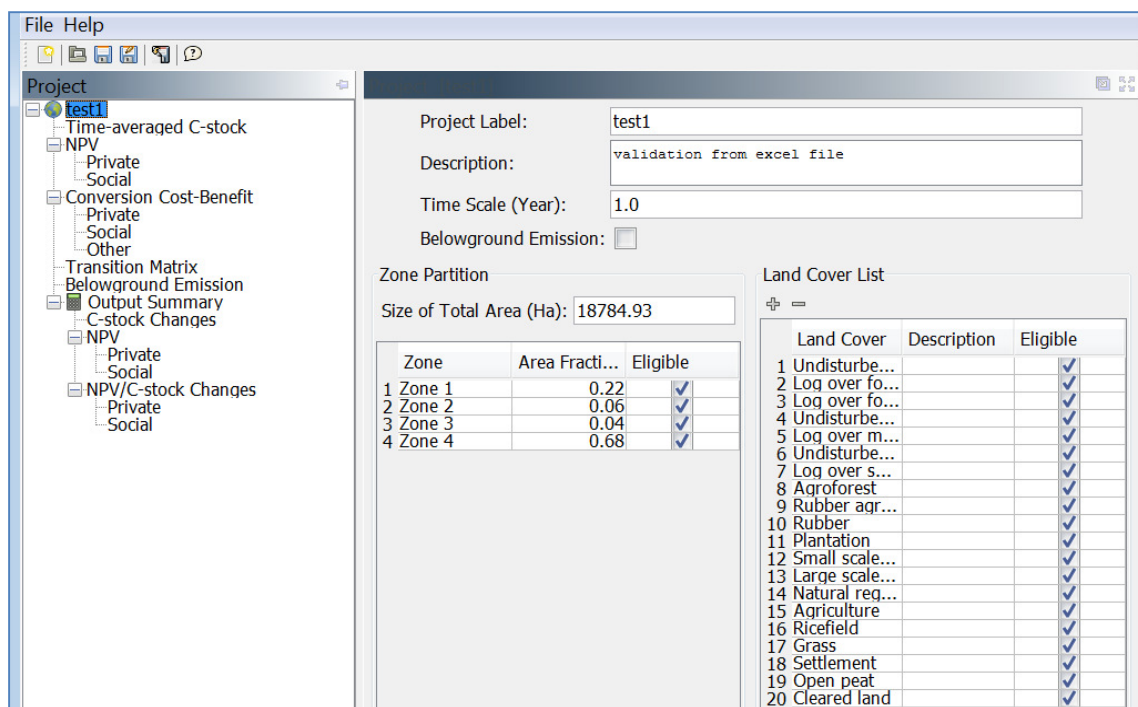 File Help
Project
test1
Time-averaged C-stock
NPV
Private
Social
Conversion Cost-Benefit
Private
Social
Other
Transition Matrix
Belowground Emission
Output Summary
C-stock Changes
NPV
Private
Social
NPV/C-stock Changes
Private
Social
Project Label: test1
Description: validation from excel file
Time Scale (Year): 1.0
Belowground Emission:
Zone Partition
Size of Total Area (Ha): 18784.93
Zone Area Fracti... Eligible
1 Zone 1 0.22
2 Zone 2 0.06
3 Zone 3 0.04
4 Zone 4 0.68
Land Cover List
Land Cover Description Eligible
1 Undisturbe...
2 Log over fo...
3 Log over fo...
4 Undisturbe...
5 Log over m...
6 Undisturbe...
7 Log over s...
8 Agroforest
9 Rubber agr...
10 Rubber
11 Plantation
12 Small scale...
13 Large scale...
14 Natural reg...
15 Agriculture
16 Ricefield
17 Grass
18 Settlement
19 Open peat
20 Cleared land